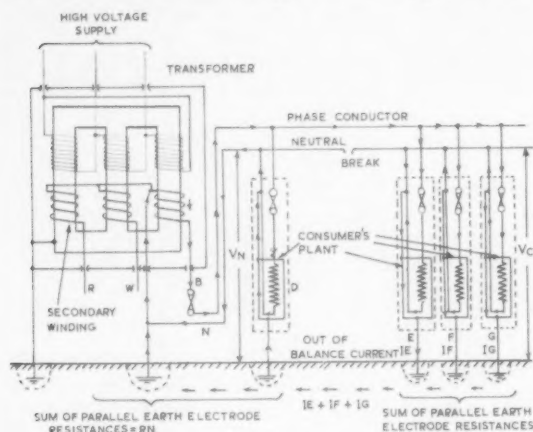 HIGH VOLTAGE
SUPPLY
TRANSFORMER
PHASE CONDUCTOR
NEUTRAL
BREAK
VN
CONSUMER'S
PLANT
VC
D
R
W
B
N
SECONDARY
WINDING
OUT OF
BALANCE CURRENT
E
IE
F
IF
G
IG
IE + IF + IG
SUM OF PARALLEL EARTH ELECTRODE
RESISTANCES = RN
SUM OF PARALLEL EARTH
ELECTRODE RESISTANCES